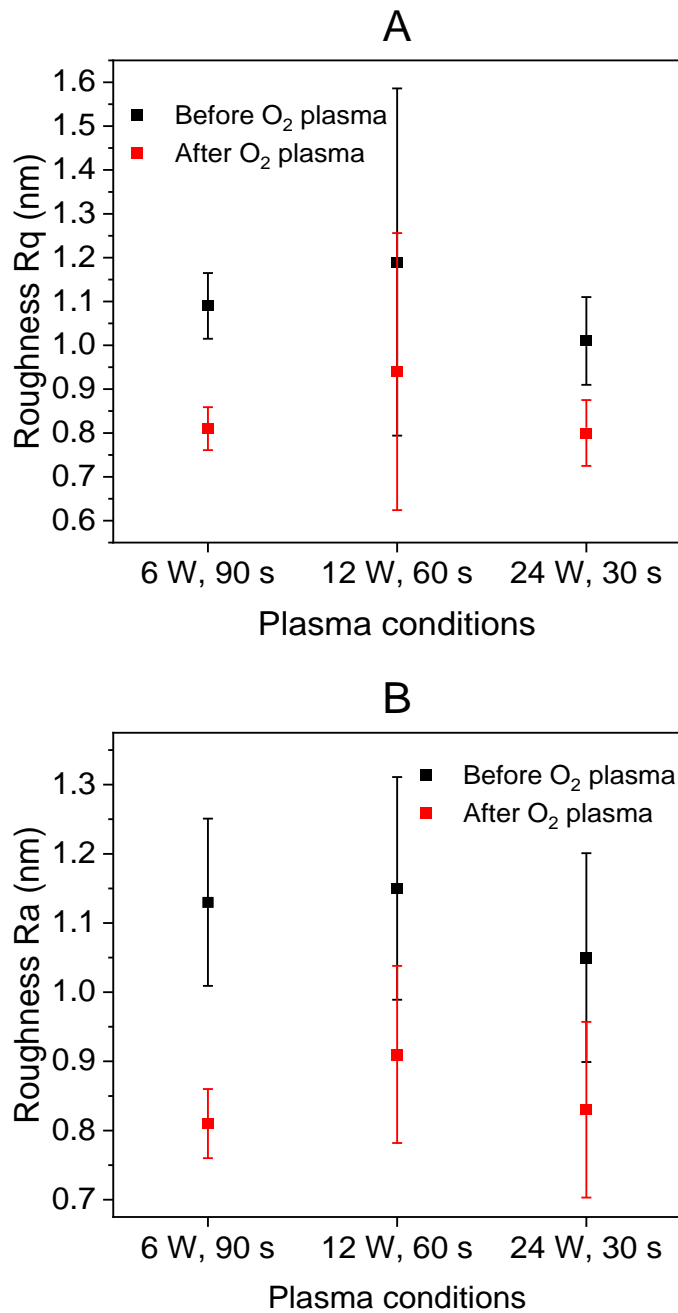 A
Roughness Rq (nm)
1.6
1.5
1.4
1.3
1.2
1.1
1.0
0.9
0.8
0.7
0.6
Before O₂ plasma
After O₂ plasma
6 W, 90 s
12 W, 60 s
24 W, 30 s
Plasma conditions
B
Roughness Ra (nm)
1.3
1.2
1.1
1.0
0.9
0.8
0.7
Before O₂ plasma
After O₂ plasma
6 W, 90 s
12 W, 60 s
24 W, 30 s
Plasma conditions